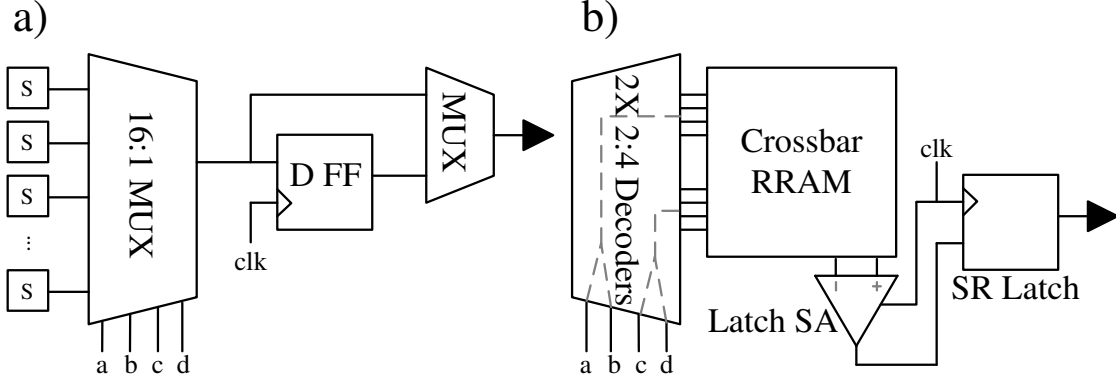 a)
S
S
S
...
S
16:1 MUX
a b c d
D FF
clk
MUX
b)
2X 2:4 Decoders
a b c d
Crossbar
RRAM
- +
Latch SA
clk
SR Latch